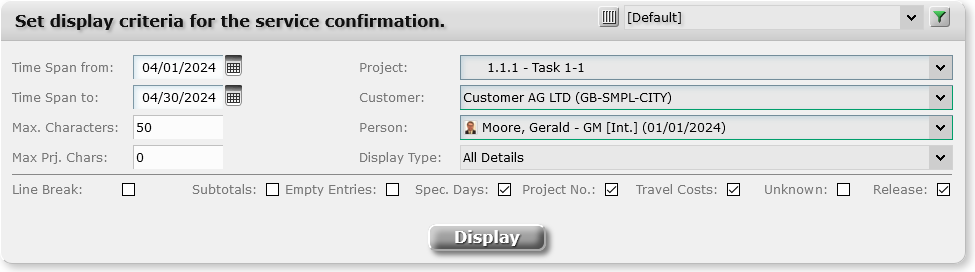 Set display criteria for the service confirmation. [Default]
Time Span from: 04/01/2024 Project: 1.1.1 - Task 1-1
Time Span to: 04/30/2024 Customer: Customer AG LTD (GB-SMPL-CITY)
Max. Characters: 50 Person: Moore, Gerald - GM [Int.] (01/01/2024)
Max Prj. Chars: 0 Display Type: All Details
Line Break: Subtotals: Empty Entries: Spec. Days: Project No.: Travel Costs: Unknown: Release:
Display